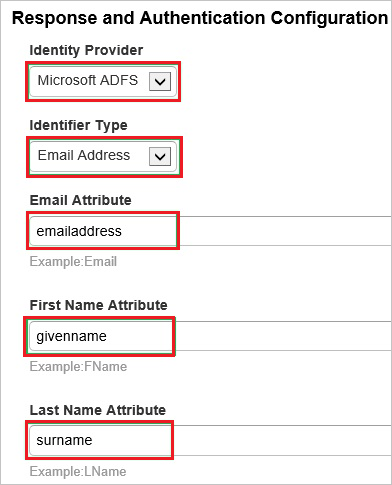 Response and Authentication Configuration
Identity Provider
Microsoft ADFS
Identifier Type
Email Address
Email Attribute
emailaddress
Example:Email
First Name Attribute
givenname
Example:FName
Last Name Attribute
surname
Example:LName